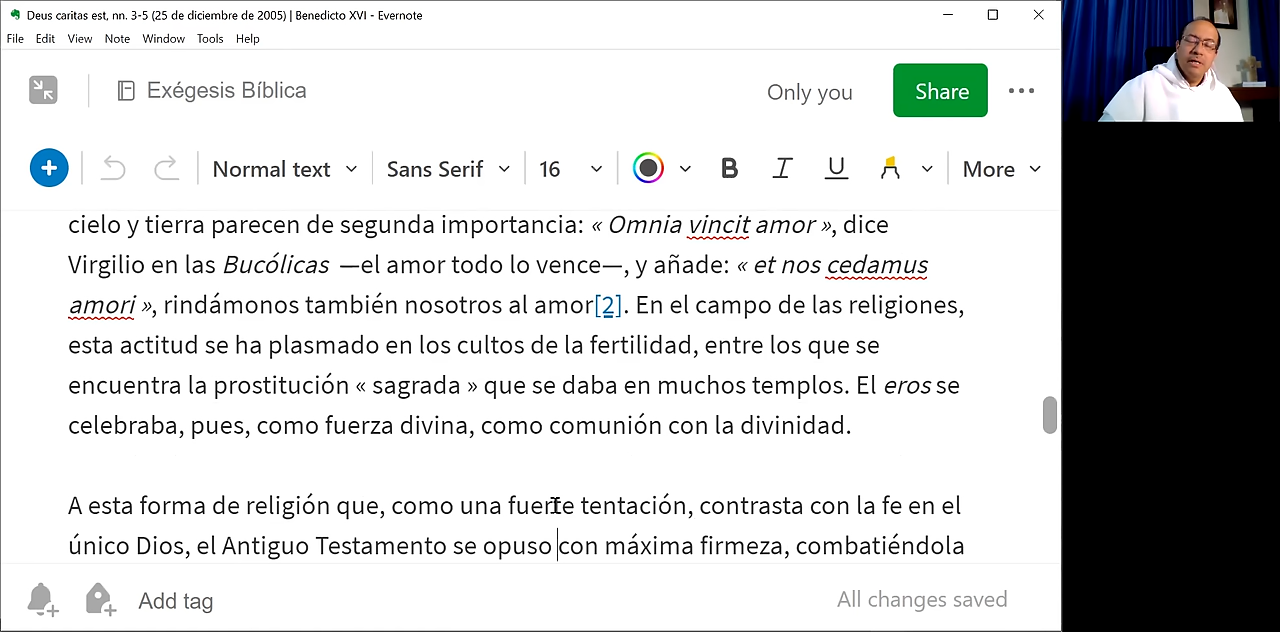 Deus caritas est, nn. 3-5 (25 de diciembre de 2005) | Benedicto XVI - Evernote
File Edit View Note Window Tools Help
Exégesis Bíblica
Only you
Share
Normal text
Sans Serif
16
B I U
More
cielo y tierra parecen de segunda importancia: « Omnia vincit amor », dice
Virgilio en las Bucólicas —el amor todo lo vence—, y añade: « et nos cedamus
amori », rindámonos también nosotros al amor[2]. En el campo de las religiones,
esta actitud se ha plasmado en los cultos de la fertilidad, entre los que se
encuentra la prostitución « sagrada » que se daba en muchos templos. El eros se
celebraba, pues, como fuerza divina, como comunión con la divinidad.
A esta forma de religión que, como una fuerte tentación, contrasta con la fe en el
único Dios, el Antiguo Testamento se opuso con máxima firmeza, combatiéndola
Add tag
All changes saved